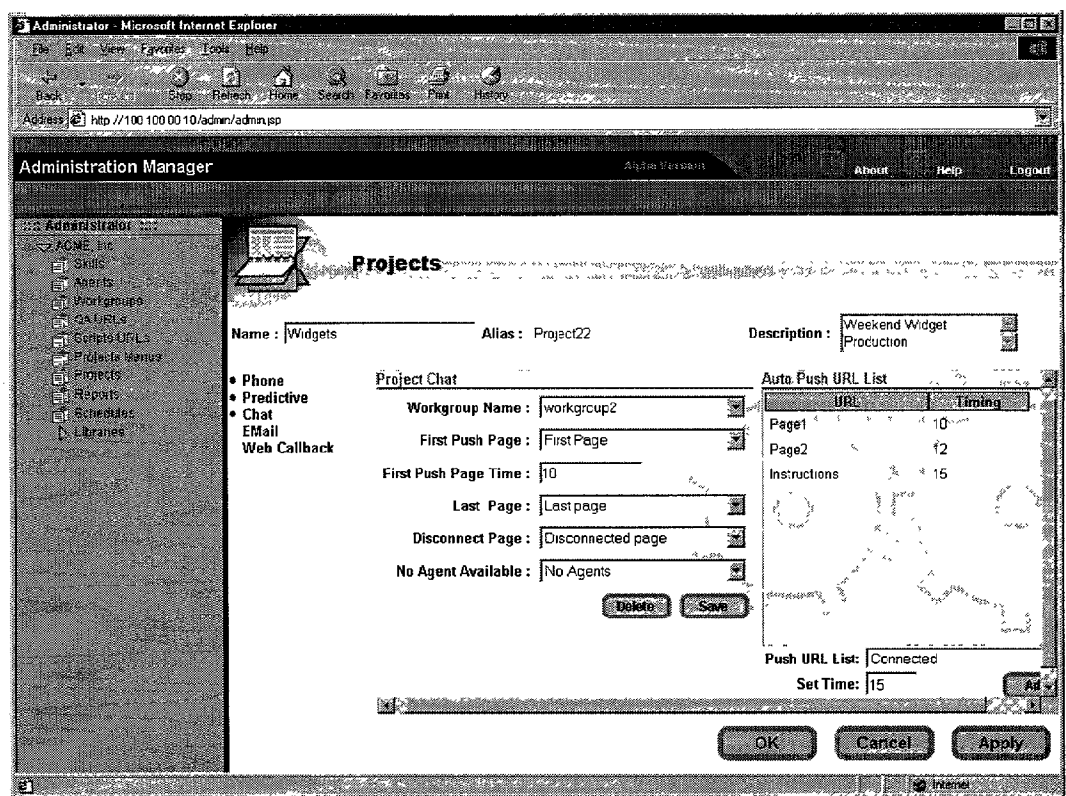 Administrator - Microsoft Internet Explorer
File Edit View Favorites Tools Help
Back Stop Refresh Home Search Favorites Print History
Address http //100 100 00 10/admin/admin.jsp
Administration Manager
Alpha Version
About Help Logout
::: Administrator :::
ACME, Inc
Skills
Agents
Workgroups
QA URLs
Scripts URLs
Projects Menus
Projects
Reports
Schedules
Libraries
Projects
Name : Widgets
Alias : Project22
Description : Weekend Widget
Production
• Phone
• Predictive
• Chat
EMail
Web Callback
Project Chat
Workgroup Name : workgroup2
First Push Page : First Page
First Push Page Time : 10
Last Page : Last page
Disconnect Page : Disconnected page
No Agent Available : No Agents
Delete Save
Auto Push URL List
URL Timing
Page1 10
Page2 12
Instructions 15
Push URL List: Connected
Set Time: 15
Ad
OK Cancel Apply
Internet